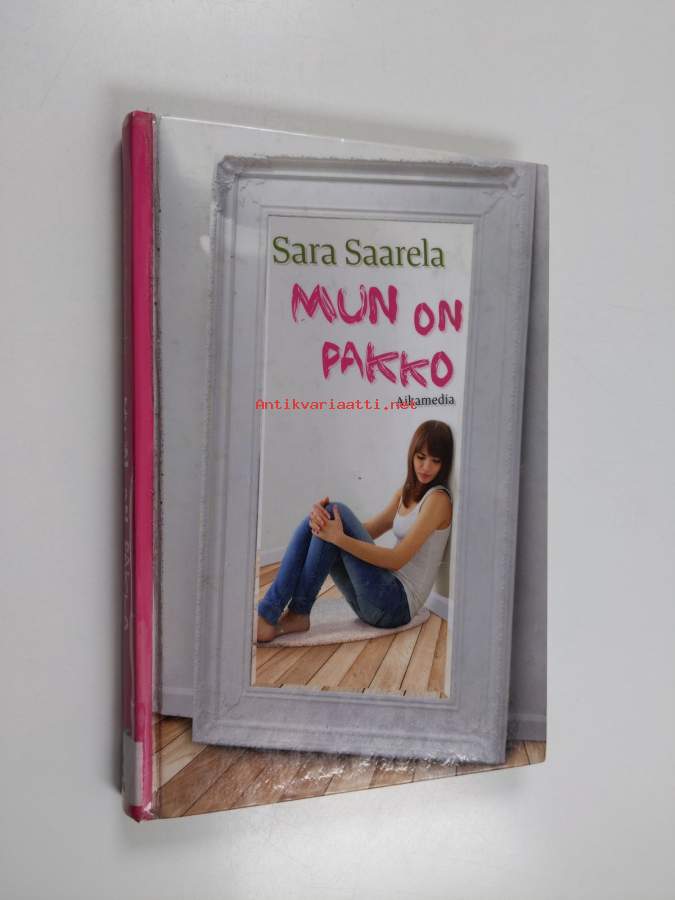 Sara Saarela
MUN ON
PAKKO
Antikvariaatti.net
Aikamedia